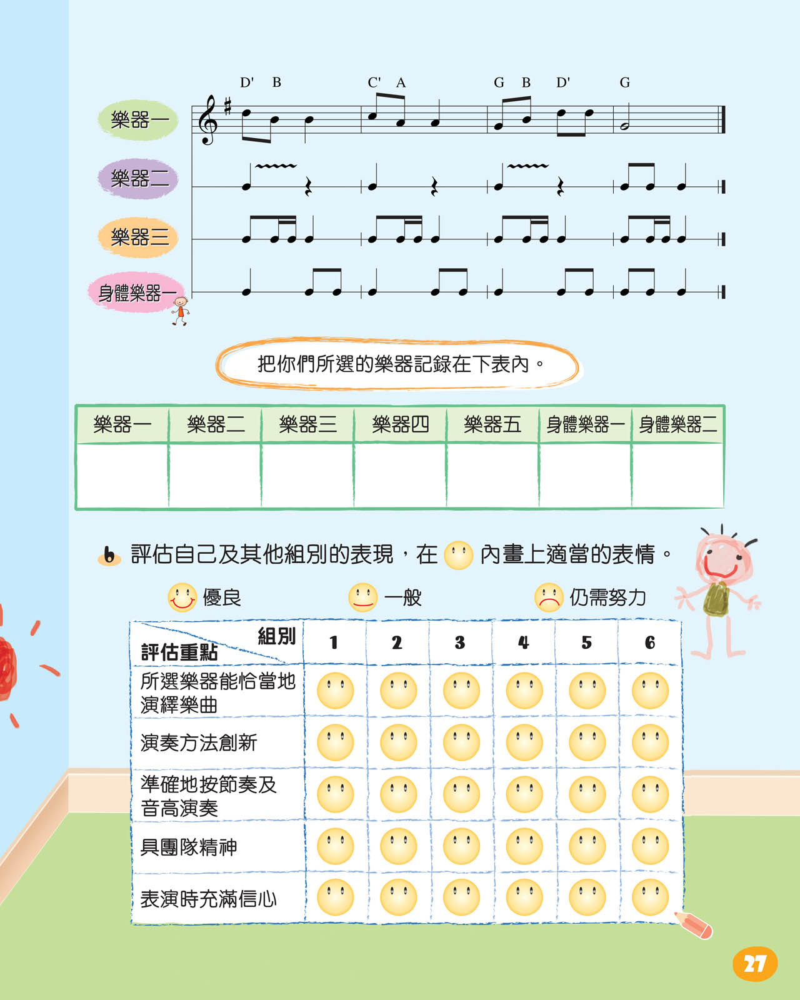 D' B C' A G B D' G
樂器一
樂器二
樂器三
身體樂器一
把你們所選的樂器記錄在下表內。
樂器一 樂器二 樂器三 樂器四 樂器五 身體樂器一 身體樂器二
b 評估自己及其他組別的表現，在 內畫上適當的表情。
優良 一般 仍需努力
組別 1 2 3 4 5 6
評估重點
所選樂器能恰當地
演繹樂曲
演奏方法創新
準確地按節奏及
音高演奏
具團隊精神
表演時充滿信心
27